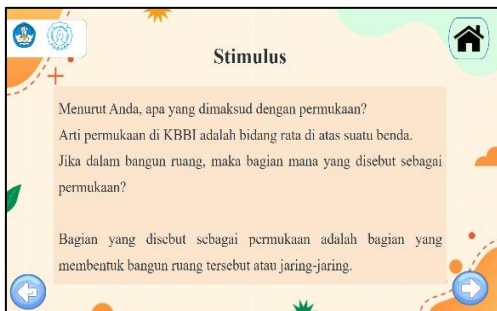 Stimulus
Menurut Anda, apa yang dimaksud dengan permukaan?
Arti permukaan di KBBI adalah bidang rata di atas suatu benda.
Jika dalam bangun ruang, maka bagian mana yang disebut sebagai
permukaan?
Bagian yang disebut sebagai permukaan adalah bagian yang
membentuk bangun ruang tersebut atau jaring-jaring.